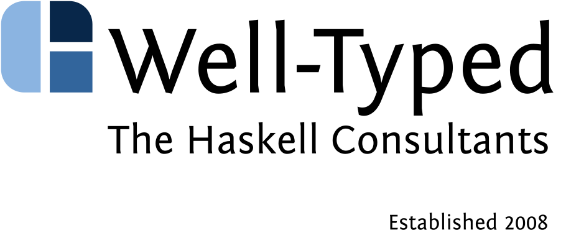 Well-Typed
The Haskell Consultants
Established 2008